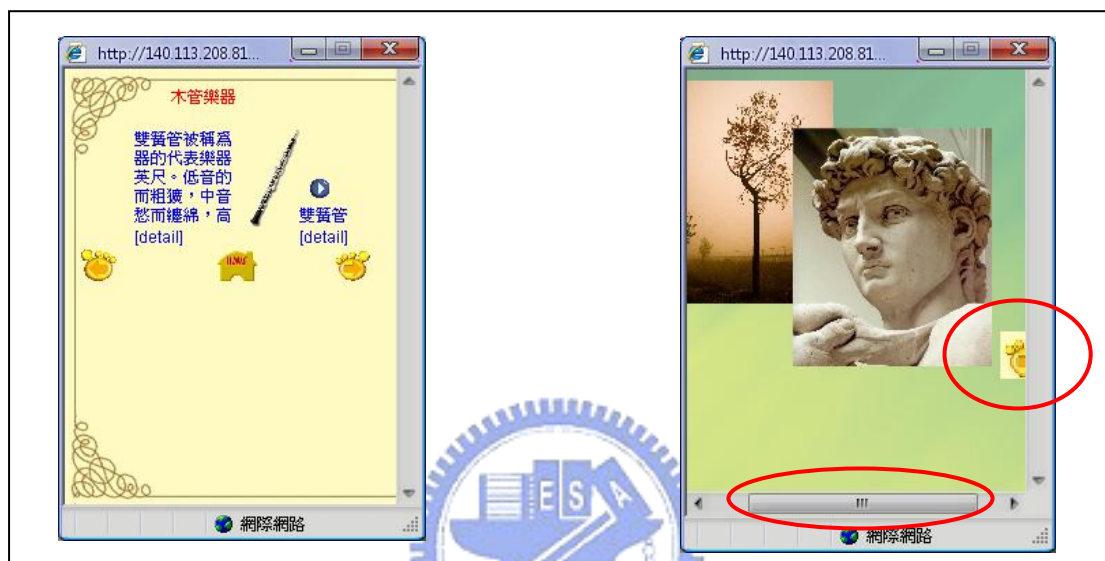 http://140.113.208.81...
木管樂器
雙簧管被稱為
器的代表樂器
英尺。低音的
而粗獷，中音
愁而纏綿，高
[detail]
雙簧管
[detail]
HOME
網際網路
http://140.113.208.81...
網際網路
ESA